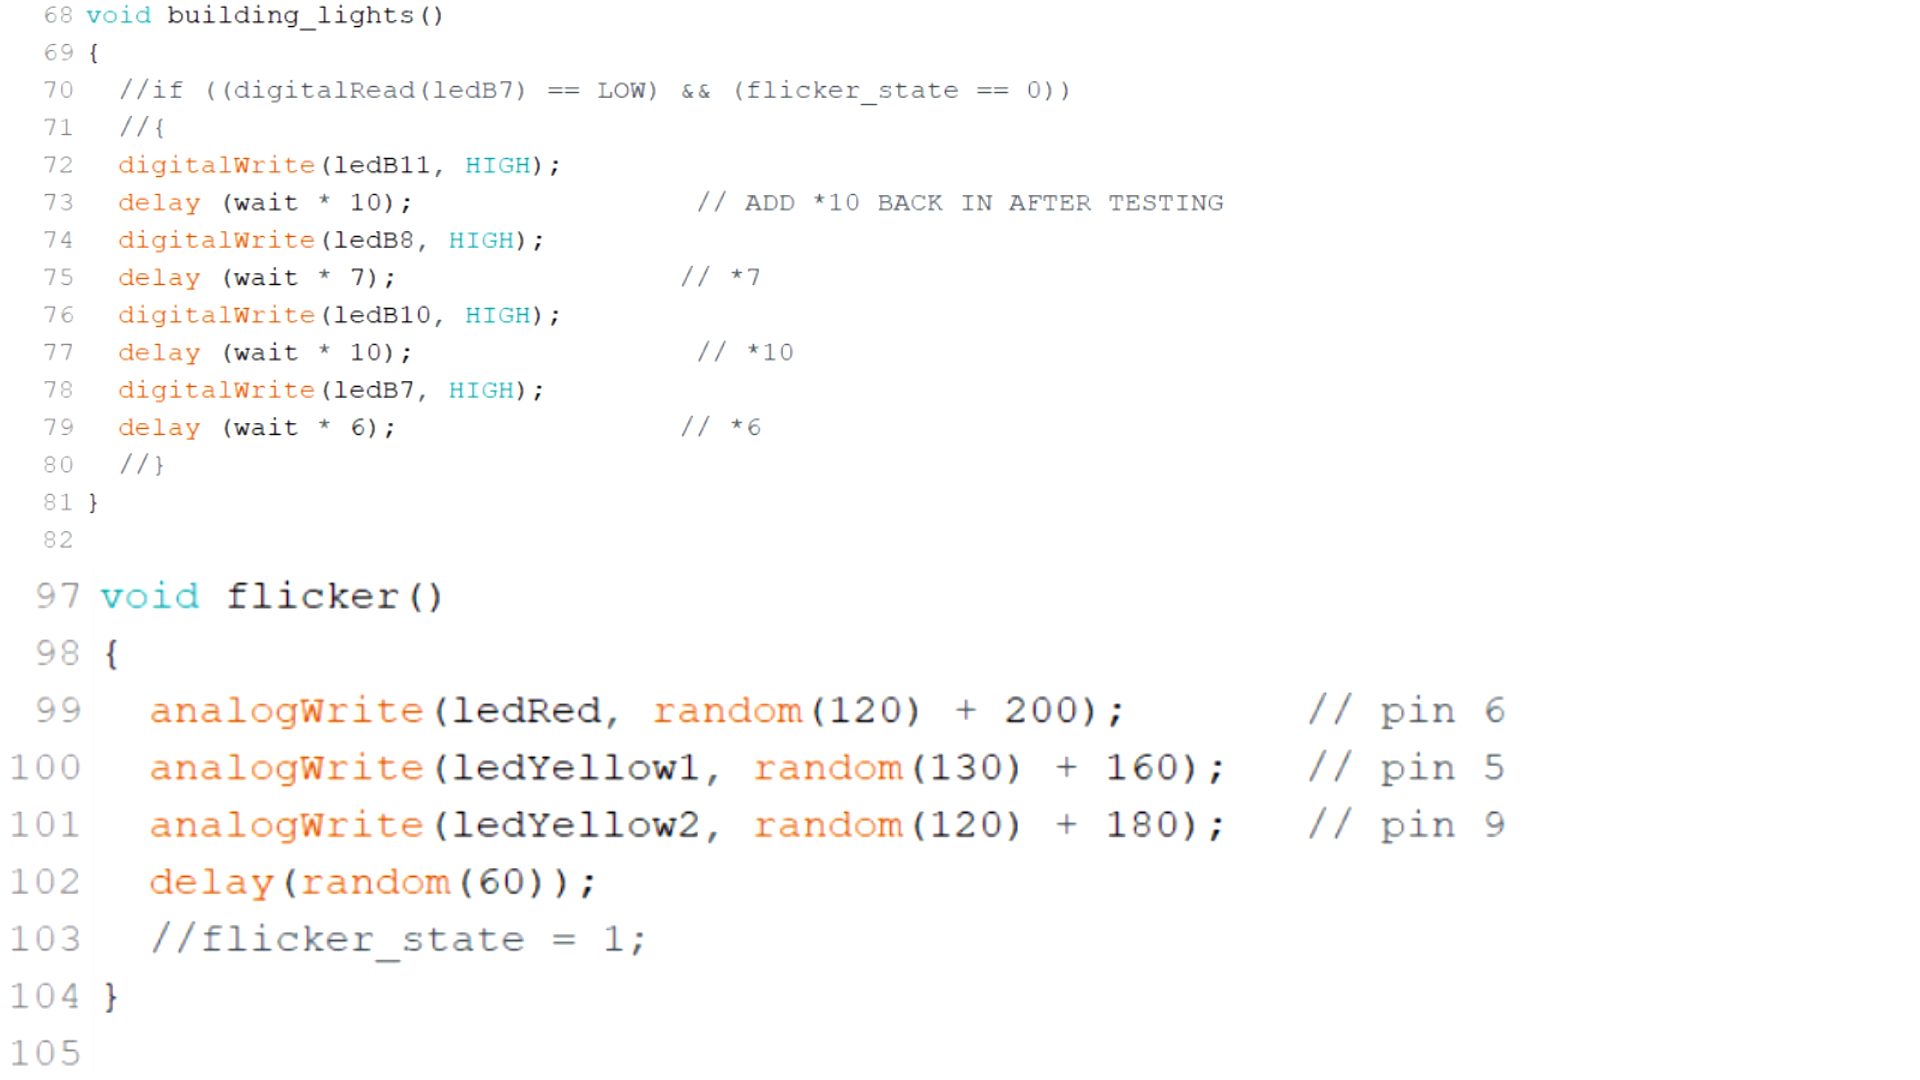 68 void building_lights()
69 {
70   //if ((digitalRead(ledB7) == LOW) && (flicker_state == 0))
71   //{
72   digitalWrite(ledB11, HIGH);
73   delay (wait * 10);                  // ADD *10 BACK IN AFTER TESTING
74   digitalWrite(ledB8, HIGH);
75   delay (wait * 7);                  // *7
76   digitalWrite(ledB10, HIGH);
77   delay (wait * 10);                  // *10
78   digitalWrite(ledB7, HIGH);
79   delay (wait * 6);                  // *6
80   //}
81 }
82
97 void flicker()
98 {
99   analogWrite(ledRed, random(120) + 200);       // pin 6
100   analogWrite(ledYellow1, random(130) + 160);   // pin 5
101   analogWrite(ledYellow2, random(120) + 180);   // pin 9
102   delay(random(60));
103   //flicker_state = 1;
104 }
105